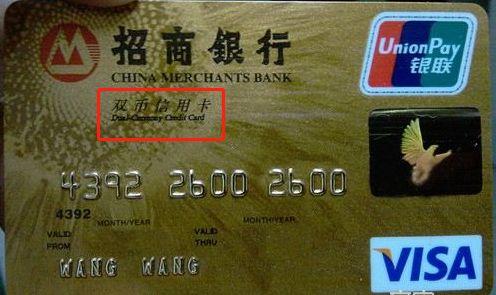 招商銀行
CHINA MERCHANTS BANK
UnionPay
银联
双币信用卡
Dual-Currency Credit Card
4392 2600 2600
4392
MONTH/YEAR
MONTH/YEAR
VALID
FROM
VALID
THRU
WANG WANG
VISA